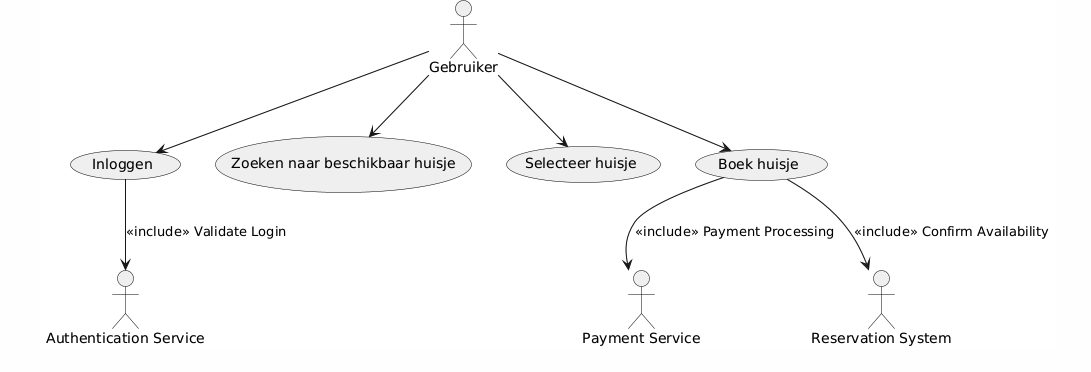 Gebruiker
Inloggen
Zoeken naar beschikbaar huisje
Selecteer huisje
Boek huisje
«include» Validate Login
«include» Payment Processing
«include» Confirm Availability
Authentication Service
Payment Service
Reservation System